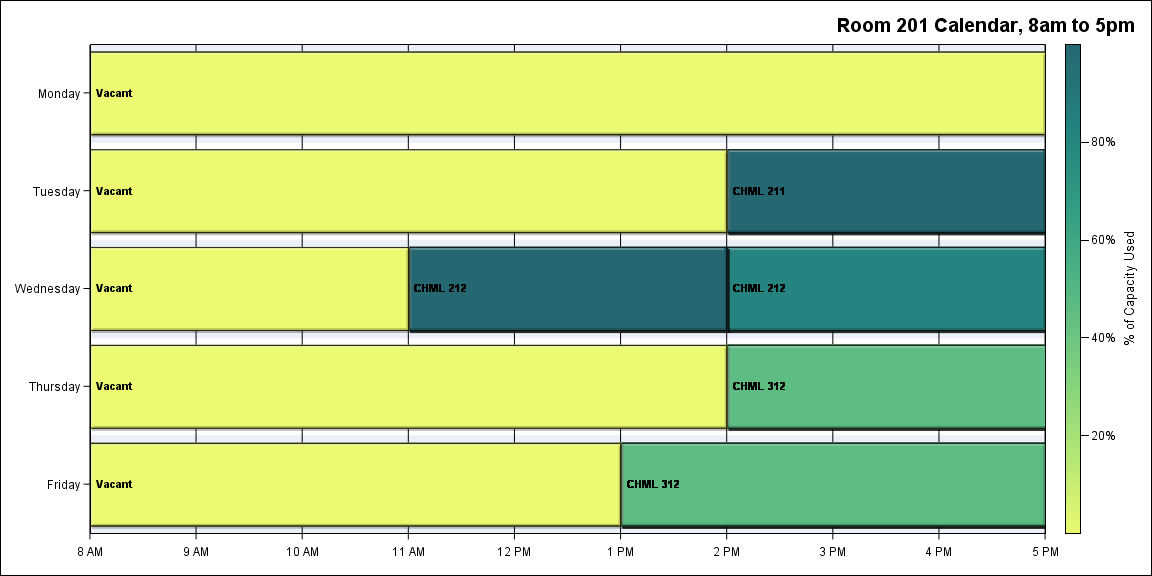 Room 201 Calendar, 8am to 5pm
Monday
Vacant
Tuesday
Vacant
CHML 211
Wednesday
Vacant
CHML 212
CHML 212
Thursday
Vacant
CHML 312
Friday
Vacant
CHML 312
8 AM
9 AM
10 AM
11 AM
12 PM
1 PM
2 PM
3 PM
4 PM
5 PM
80%
60%
40%
20%
% of Capacity Used